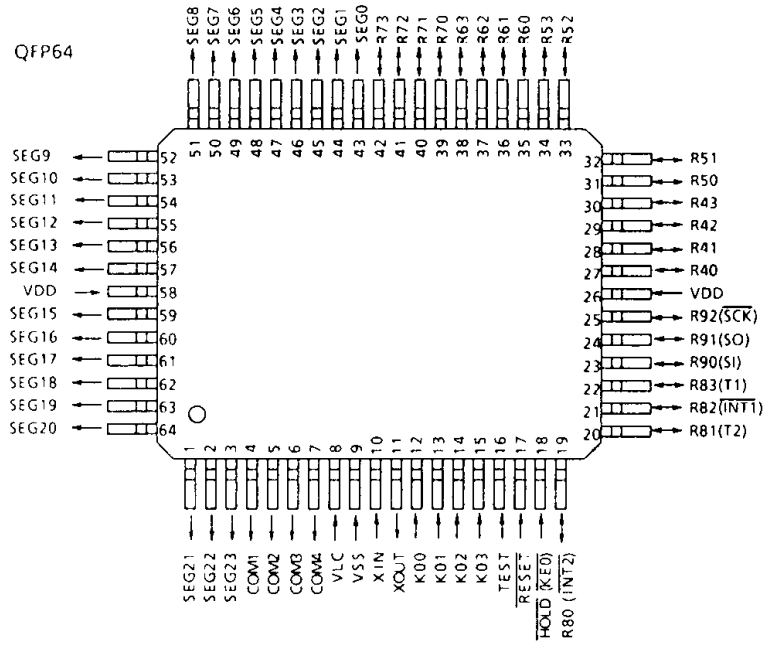 QFP64
SEG8 SEG7 SEG6 SEG5 SEG4 SEG3 SEG2 SEG1 SEG0 R73 R72 R71 R70 R63 R62 R61 R60 R53 R52
51 50 49 48 47 46 45 44 43 42 41 40 39 38 37 36 35 34 33
SEG9 52
SEG10 53
SEG11 54
SEG12 55
SEG13 56
SEG14 57
VDD 58
SEG15 59
SEG16 60
SEG17 61
SEG18 62
SEG19 63
SEG20 64
32 R51
31 R50
30 R43
29 R42
28 R41
27 R40
26 VDD
25 R92(SCK)
24 R91(SO)
23 R90(SI)
22 R83(T1)
21 R82(INT1)
20 R81(T2)
1 2 3 4 5 6 7 8 9 10 11 12 13 14 15 16 17 18 19
SEG21 SEG22 SEG23 COM1 COM2 COM3 COM4 VLC VSS XIN XOUT K00 K01 K02 K03 TEST RESET HOLD (KE0) R80 (INT2)